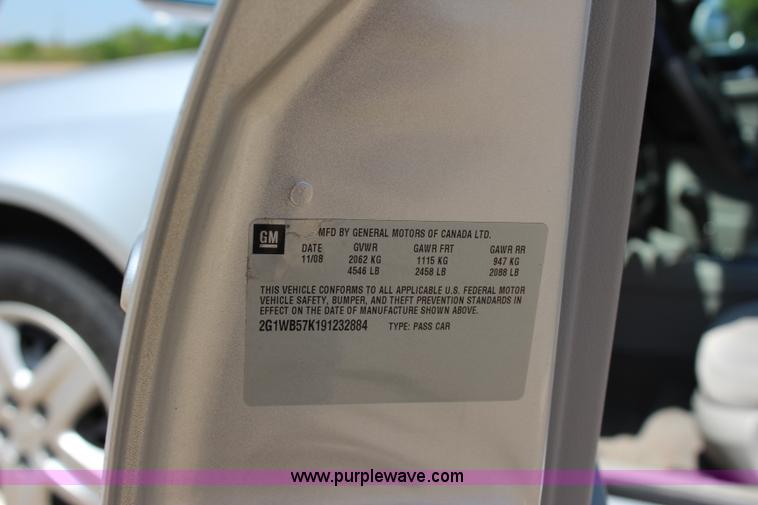 GM
MFD BY GENERAL MOTORS OF CANADA LTD.
DATE GVWR GAWR FRT GAWR RR
11/08 2062 KG 1115 KG 947 KG
4546 LB 2458 LB 2088 LB
THIS VEHICLE CONFORMS TO ALL APPLICABLE U.S. FEDERAL MOTOR
VEHICLE SAFETY, BUMPER, AND THEFT PREVENTION STANDARDS IN
EFFECT ON THE DATE OF MANUFACTURE SHOWN ABOVE.
2G1WB57K191232884 TYPE: PASS CAR
www.purplewave.com